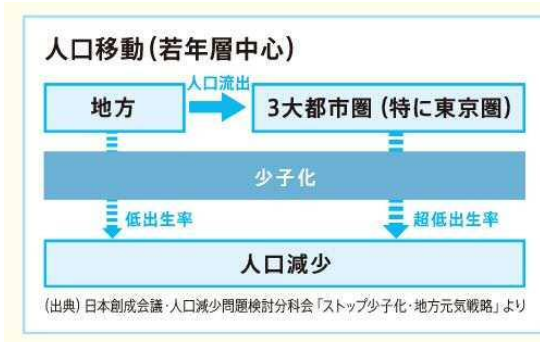 人口移動(若年層中心)
人口流出
地方
3大都市圏(特に東京圏)
少子化
低出生率
超低出生率
人口減少
(出典)日本創成会議・人口減少問題検討分科会「ストップ少子化・地方元気戦略」より